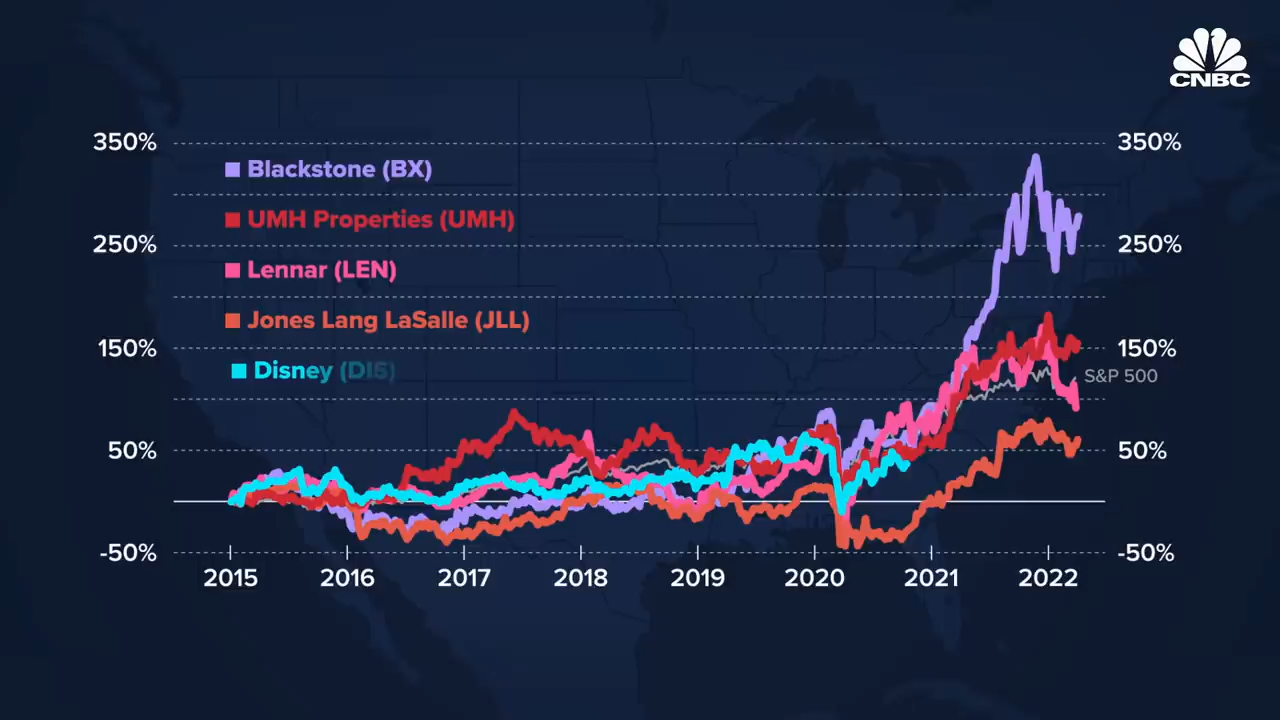 CNBC
350%
350%
Blackstone (BX)
UMH Properties (UMH)
250%
250%
Lennar (LEN)
Jones Lang LaSalle (JLL)
150%
150%
Disney (DIS)
S&P 500
50%
50%
-50%
-50%
2015 2016 2017 2018 2019 2020 2021 2022